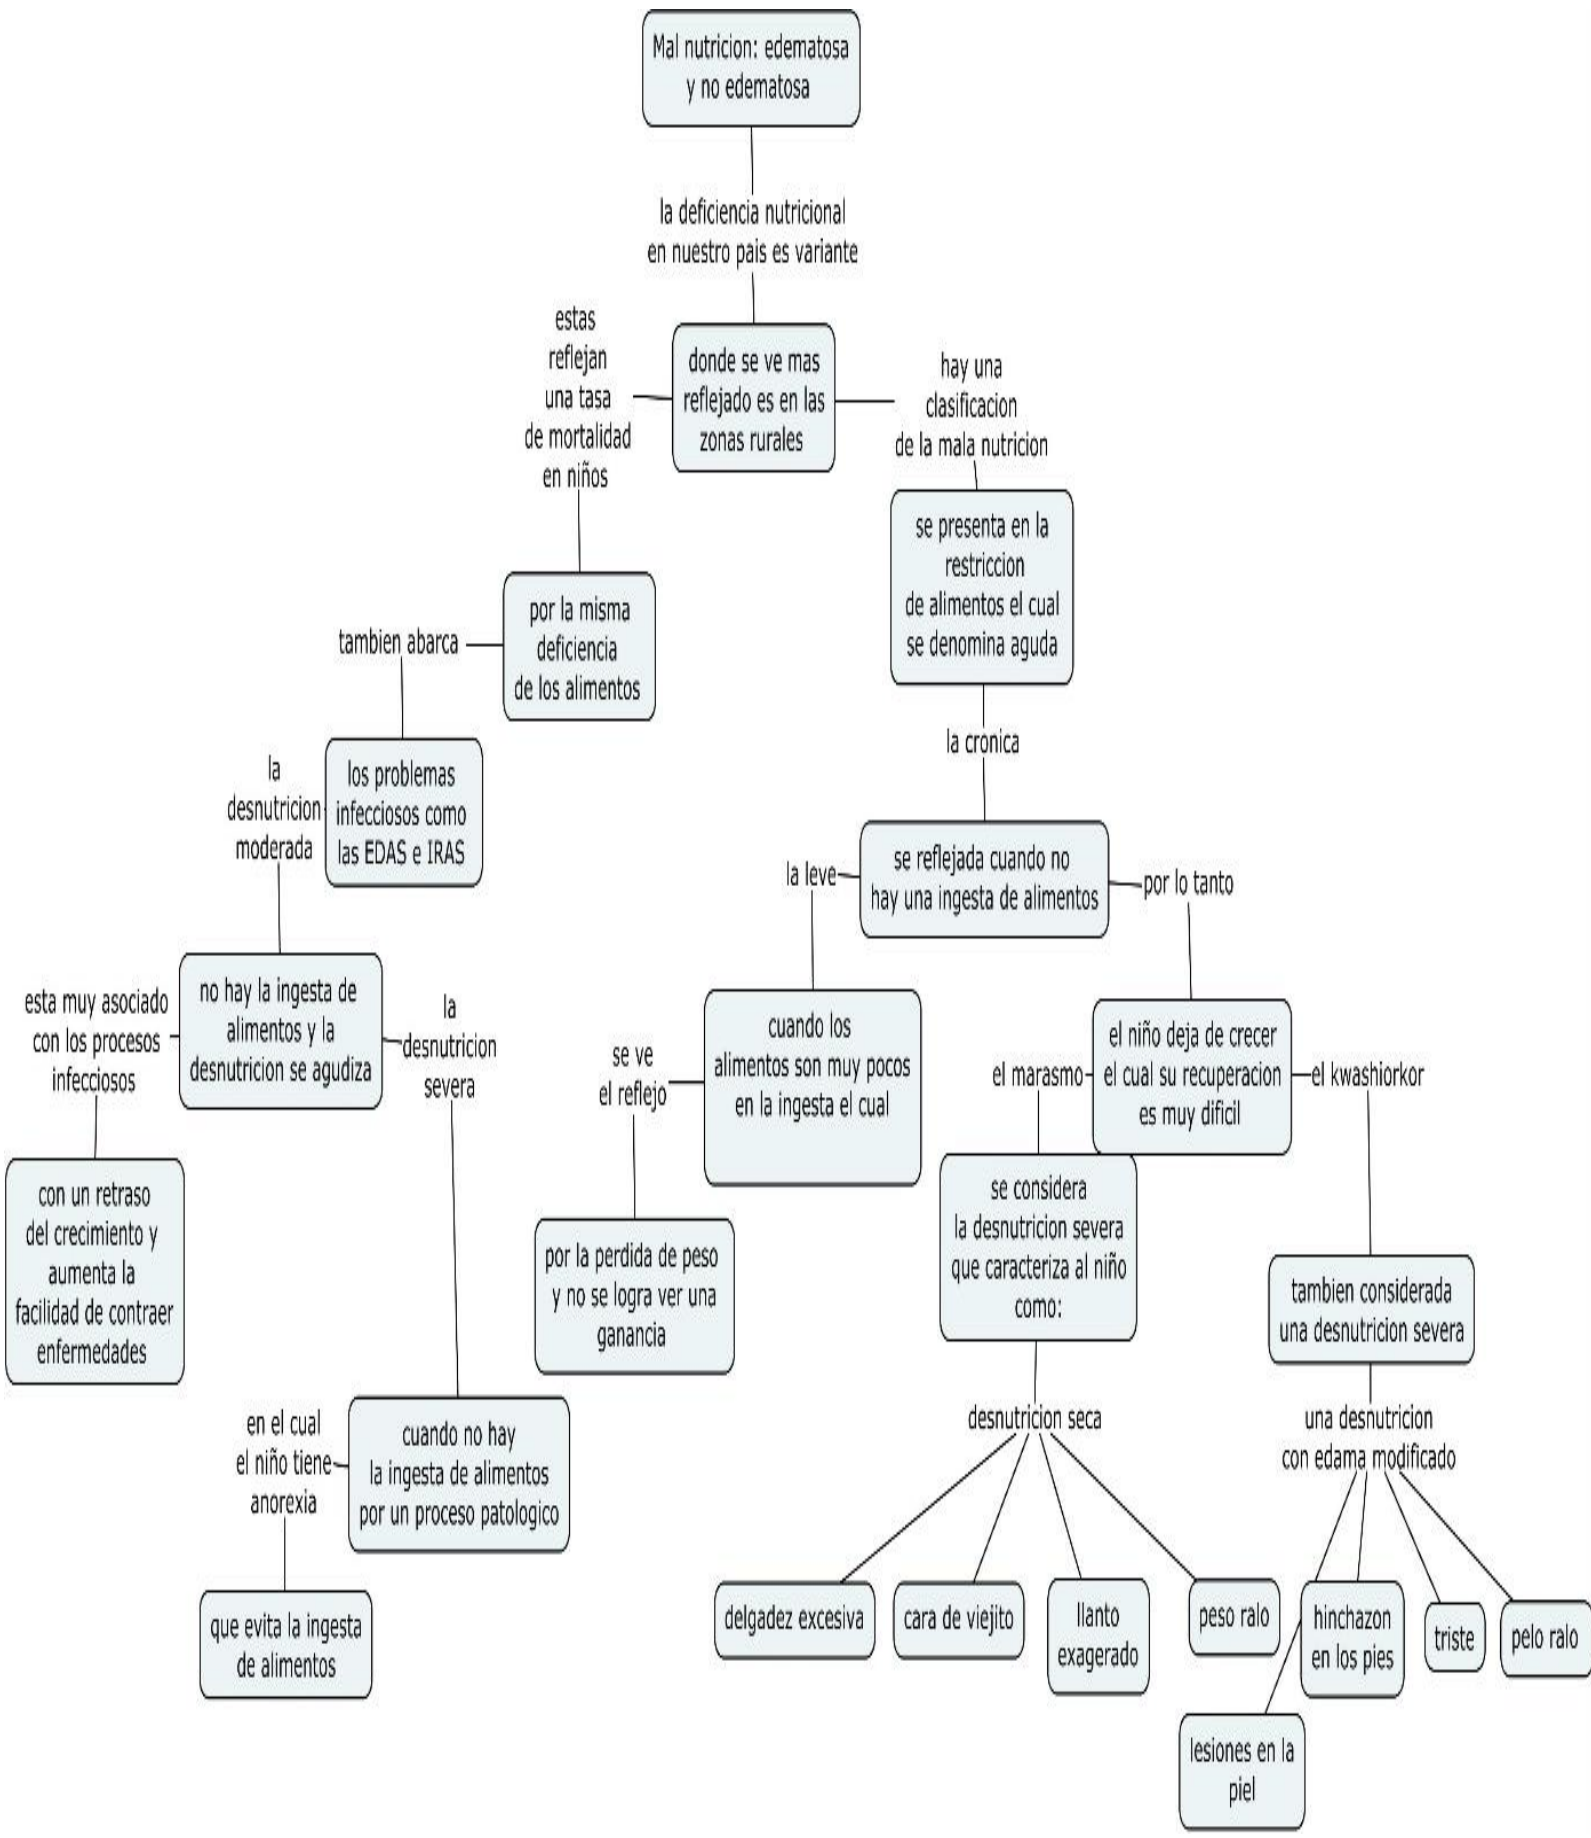 Mal nutricion: edematosa
y no edematosa
la deficiencia nutricional
en nuestro pais es variante
donde se ve mas
reflejado es en las
zonas rurales
estas
reflejan
una tasa
de mortalidad
en niños
por la misma
deficiencia
de los alimentos
tambien abarca
los problemas
infecciosos como
las EDAS e IRAS
la
desnutricion
moderada
no hay la ingesta de
alimentos y la
desnutricion se agudiza
esta muy asociado
con los procesos
infecciosos
con un retraso
del crecimiento y
aumenta la
facilidad de contraer
enfermedades
la
desnutricion
severa
cuando no hay
la ingesta de alimentos
por un proceso patologico
en el cual
el niño tiene
anorexia
que evita la ingesta
de alimentos
hay una
clasificacion
de la mala nutricion
se presenta en la
restriccion
de alimentos el cual
se denomina aguda
la cronica
se reflejada cuando no
hay una ingesta de alimentos
la leve
cuando los
alimentos son muy pocos
en la ingesta el cual
se ve
el reflejo
por la perdida de peso
y no se logra ver una
ganancia
por lo tanto
el niño deja de crecer
el cual su recuperacion
es muy dificil
el marasmo
se considera
la desnutricion severa
que caracteriza al niño
como:
desnutricion seca
delgadez excesiva
cara de viejito
llanto
exagerado
peso ralo
el kwashiorkor
tambien considerada
una desnutricion severa
una desnutricion
con edama modificado
lesiones en la
piel
hinchazon
en los pies
triste
pelo ralo